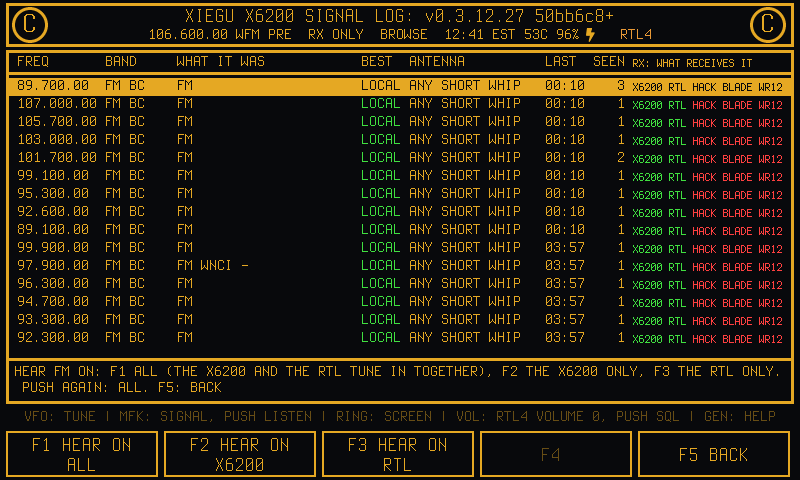 C XIEGU X6200 SIGNAL LOG: v0.3.12.27 50bb6c8+ C
106.600.00 WFM PRE RX ONLY BROWSE 12:41 EST 53C 96% RTL4
FREQ BAND WHAT IT WAS BEST ANTENNA LAST SEEN RX: WHAT RECEIVES IT
89.700.00 FM BC FM LOCAL ANY SHORT WHIP 00:10 3 X6200 RTL HACK BLADE WR12
107.000.00 FM BC FM LOCAL ANY SHORT WHIP 00:10 1 X6200 RTL HACK BLADE WR12
105.700.00 FM BC FM LOCAL ANY SHORT WHIP 00:10 1 X6200 RTL HACK BLADE WR12
103.000.00 FM BC FM LOCAL ANY SHORT WHIP 00:10 1 X6200 RTL HACK BLADE WR12
101.700.00 FM BC FM LOCAL ANY SHORT WHIP 00:10 2 X6200 RTL HACK BLADE WR12
99.100.00 FM BC FM LOCAL ANY SHORT WHIP 00:10 1 X6200 RTL HACK BLADE WR12
95.300.00 FM BC FM LOCAL ANY SHORT WHIP 00:10 1 X6200 RTL HACK BLADE WR12
92.600.00 FM BC FM LOCAL ANY SHORT WHIP 00:10 1 X6200 RTL HACK BLADE WR12
89.100.00 FM BC FM LOCAL ANY SHORT WHIP 00:10 1 X6200 RTL HACK BLADE WR12
99.900.00 FM BC FM LOCAL ANY SHORT WHIP 03:57 1 X6200 RTL HACK BLADE WR12
97.900.00 FM BC FM WNCI - LOCAL ANY SHORT WHIP 03:57 1 X6200 RTL HACK BLADE WR12
96.300.00 FM BC FM LOCAL ANY SHORT WHIP 03:57 1 X6200 RTL HACK BLADE WR12
94.700.00 FM BC FM LOCAL ANY SHORT WHIP 03:57 1 X6200 RTL HACK BLADE WR12
93.300.00 FM BC FM LOCAL ANY SHORT WHIP 03:57 1 X6200 RTL HACK BLADE WR12
92.300.00 FM BC FM LOCAL ANY SHORT WHIP 03:57 1 X6200 RTL HACK BLADE WR12
HEAR FM ON: F1 ALL (THE X6200 AND THE RTL TUNE IN TOGETHER), F2 THE X6200 ONLY, F3 THE RTL ONLY.
PUSH AGAIN: ALL. F5: BACK
VFO: TUNE | MFK: SIGNAL, PUSH LISTEN | RING: SCREEN | VOL: RTL4 VOLUME 0, PUSH SQL | GEN: HELP
F1 HEAR ON
ALL
F2 HEAR ON
X6200
F3 HEAR ON
RTL
F4
F5 BACK